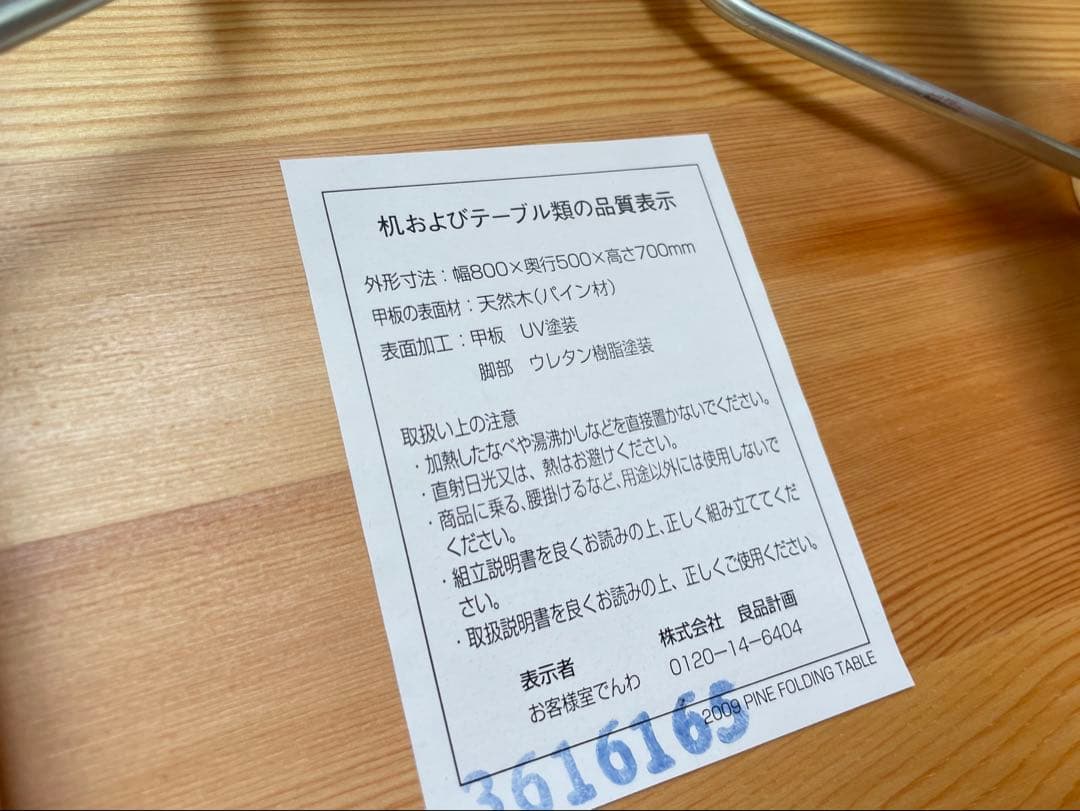 机およびテーブル類の品質表示
外形寸法：幅800×奥行500×高さ700mm
甲板の表面材：天然木(パイン材)
表面加工：甲板　UV塗装
脚部　ウレタン樹脂塗装
取扱い上の注意
・加熱したなべや湯沸かしなどを直接置かないでください。
・直射日光又は、熱はお避けください。
・商品に乗る、腰掛けるなど、用途以外には使用しないで
ください。
・組立説明書を良くお読みの上、正しく組み立ててくだ
さい。
・取扱説明書を良くお読みの上、正しくご使用ください。
表示者　株式会社　良品計画
お客様室でんわ　0120−14−6404
2009 PINE FOLDING TABLE
3616165